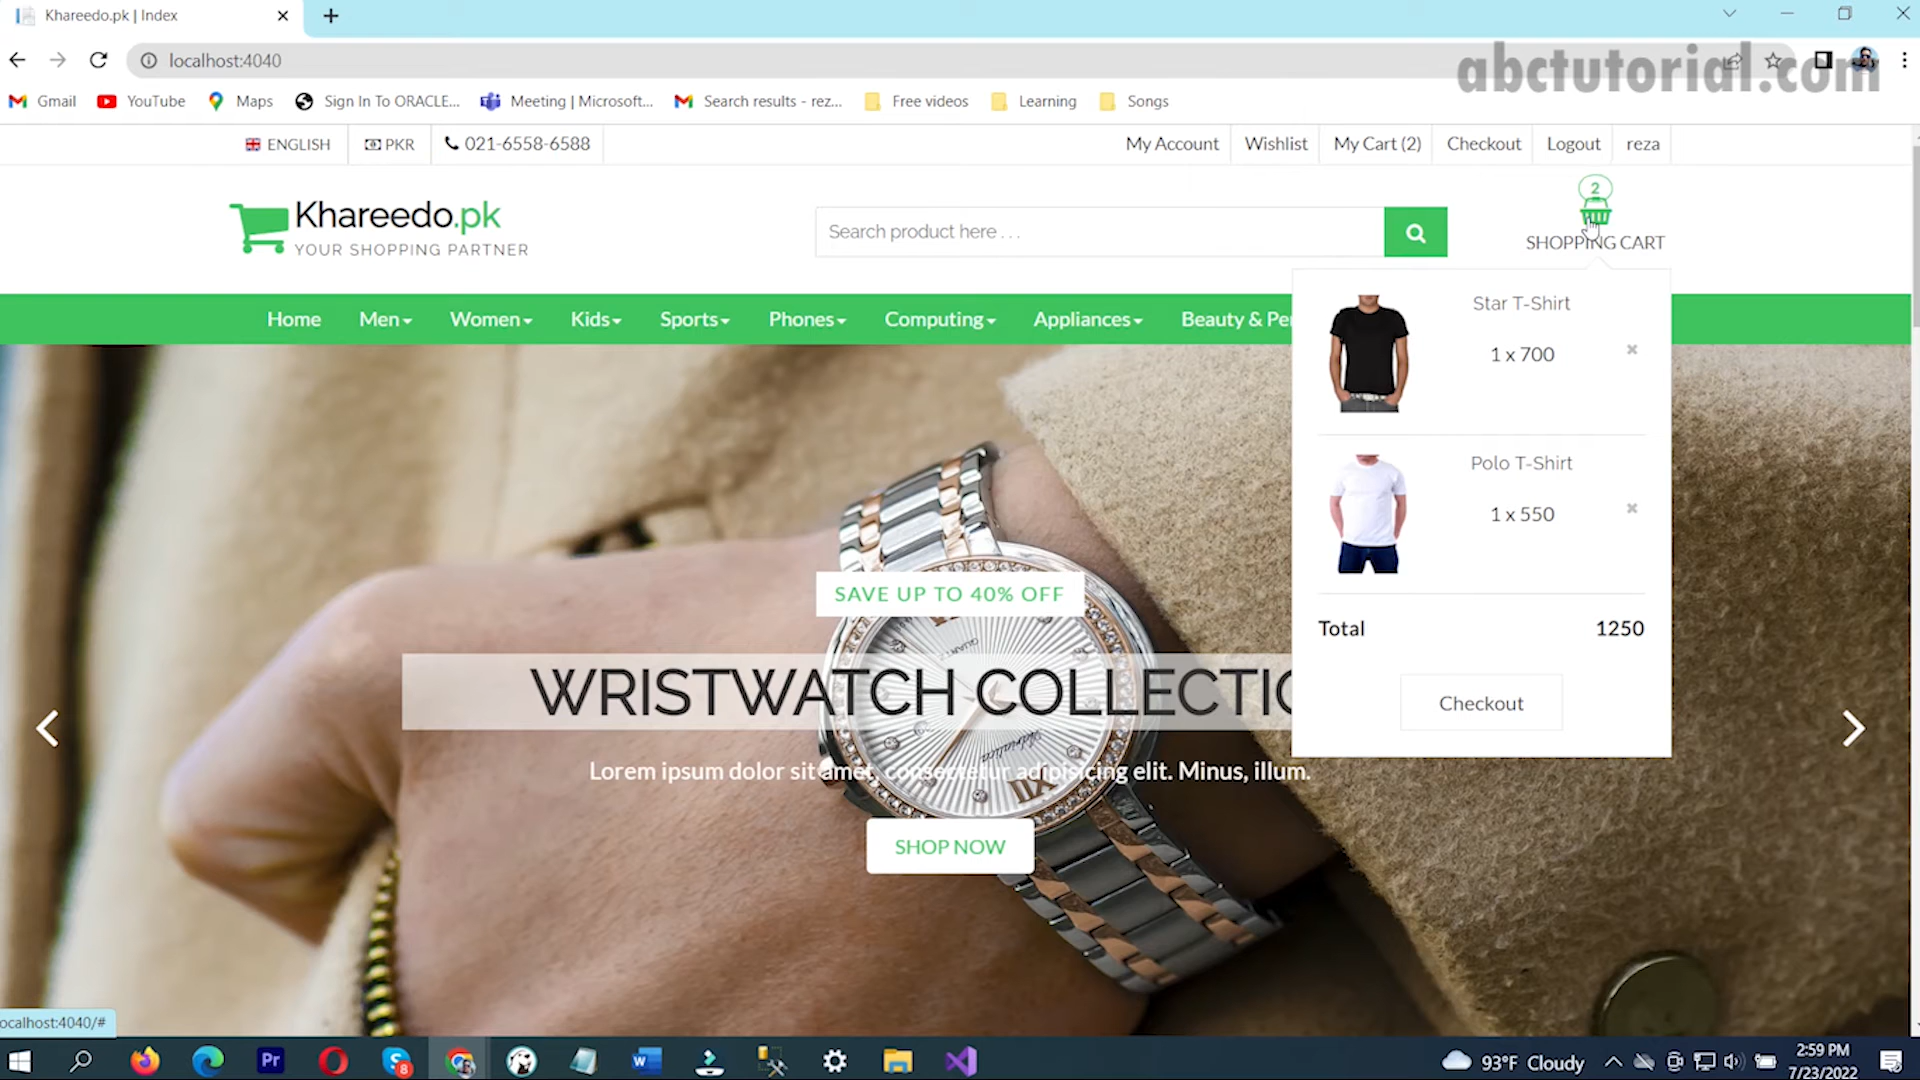 Khareedo.pk | Index
localhost:4040
abctutorial.com
Gmail
YouTube
Maps
Sign In To ORACLE...
Meeting | Microsoft...
Search results - rez...
Free videos
Learning
Songs
ENGLISH
PKR
021-6558-6588
My Account
Wishlist
My Cart (2)
Checkout
Logout
reza
Khareedo.pk
YOUR SHOPPING PARTNER
Search product here . . .
2
SHOPPING CART
Home
Men
Women
Kids
Sports
Phones
Computing
Appliances
Beauty & Per
Star T-Shirt
1 x 700
Polo T-Shirt
1 x 550
Total 1250
Checkout
SAVE UP TO 40% OFF
WRISTWATCH COLLECTIO
Lorem ipsum dolor sit amet, consectetur adipisicing elit. Minus, illum.
SHOP NOW
ocalhost:4040/#
Pr
8
93°F Cloudy
2:59 PM
7/23/2022